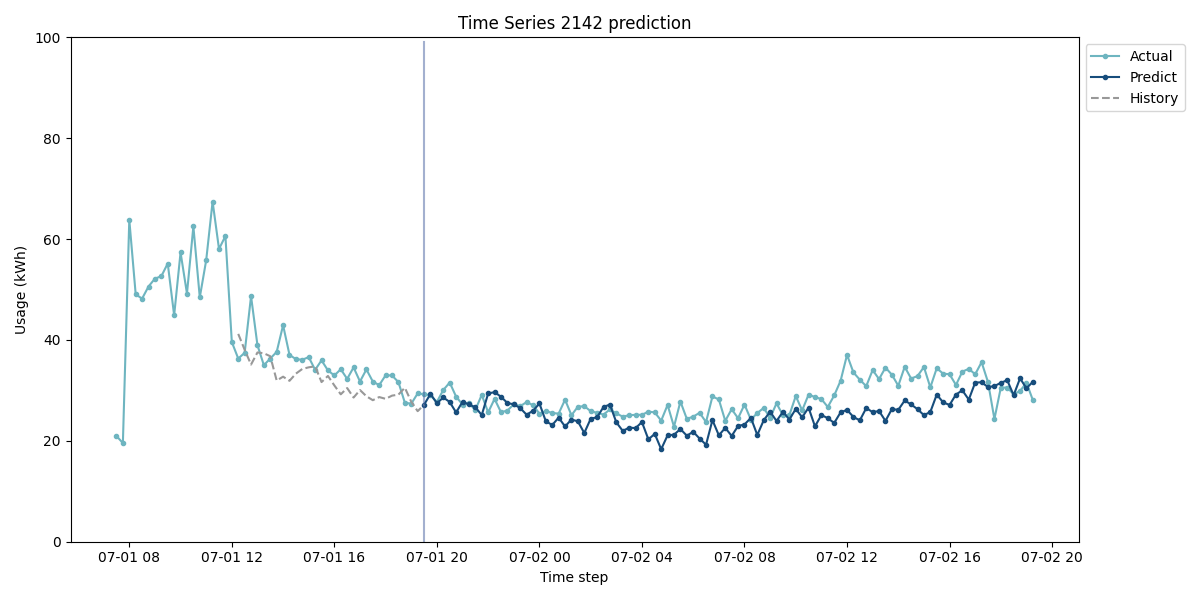 Time Series 2142 prediction
100
80
60
40
20
0
Usage (kWh)
07-01 08
07-01 12
07-01 16
07-01 20
07-02 00
07-02 04
07-02 08
07-02 12
07-02 16
07-02 20
Time step
Actual
Predict
History